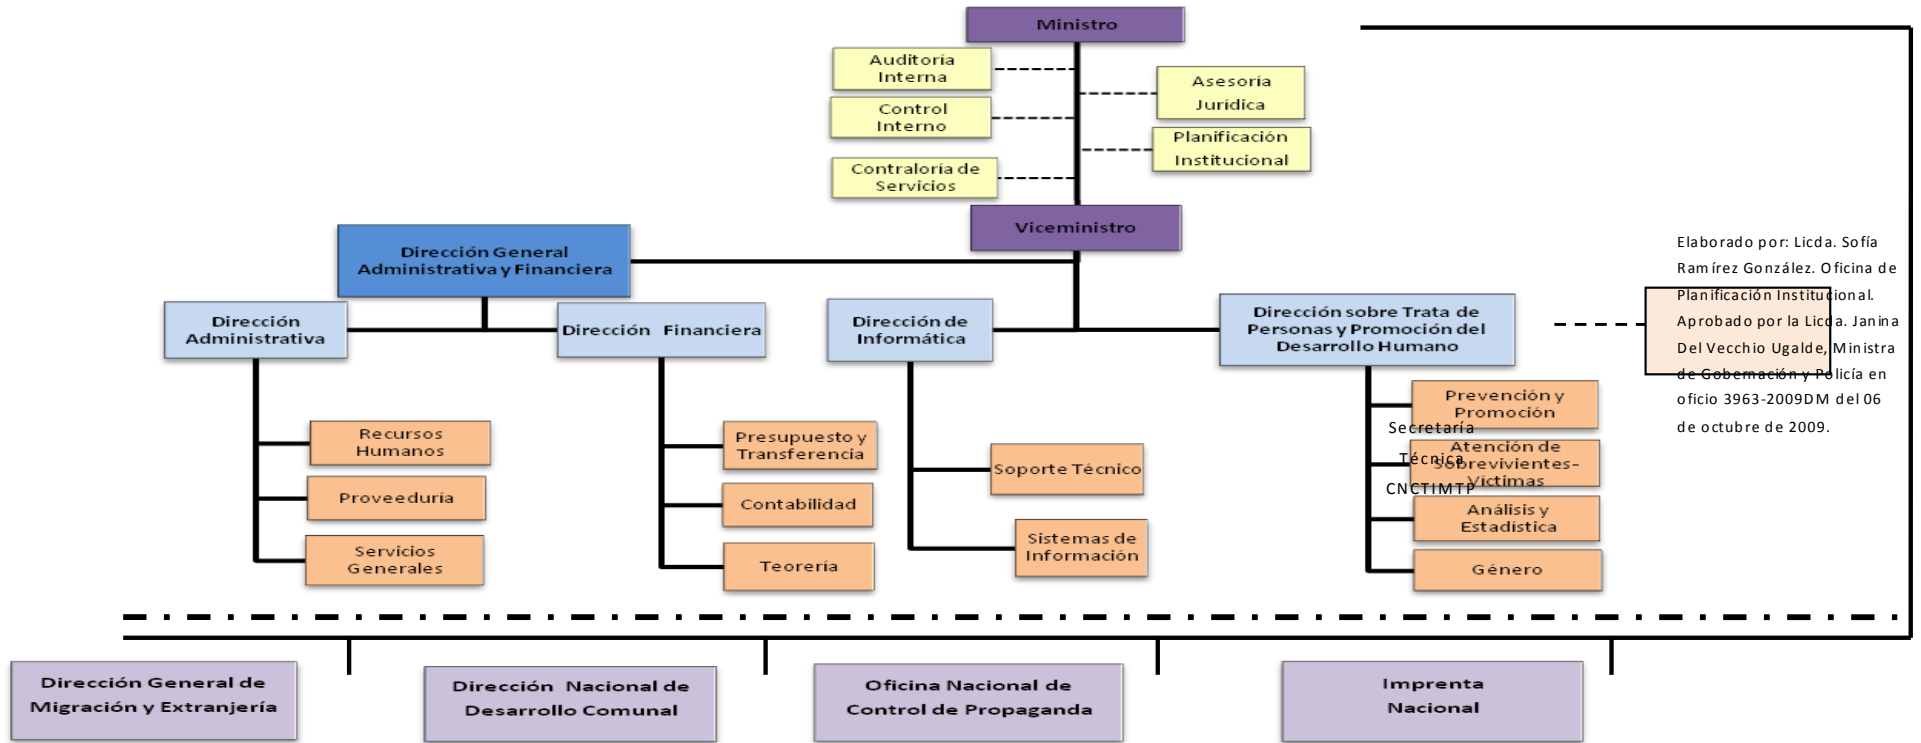 Ministro
Auditoría
Interna
Asesoría
Jurídica
Control
Interno
Planificación
Institucional
Contraloría de
Servicios
Viceministro
Dirección General
Administrativa y Financiera
Dirección
Administrativa
Dirección Financiera
Dirección de
Informática
Dirección sobre Trata de
Personas y Promoción del
Desarrollo Humano
Elaborado por: Licda. Sofía
Ramírez González. Oficina de
Planificación Institucional.
Aprobado por la Licda. Janina
Del Vecchio Ugalde, Ministra
de Gobernación y Policía en
oficio 3963-2009DM del 06
de octubre de 2009.
Recursos
Humanos
Proveeduría
Servicios
Generales
Presupuesto y
Transferencia
Contabilidad
Teorería
Soporte Técnico
Sistemas de
Información
Prevención y
Promoción
Secretaría
Técnica
CNCTIMTP
Atención de
Sobrevivientes-
Víctimas
Análisis y
Estadística
Género
Dirección General de
Migración y Extranjería
Dirección Nacional de
Desarrollo Comunal
Oficina Nacional de
Control de Propaganda
Imprenta
Nacional